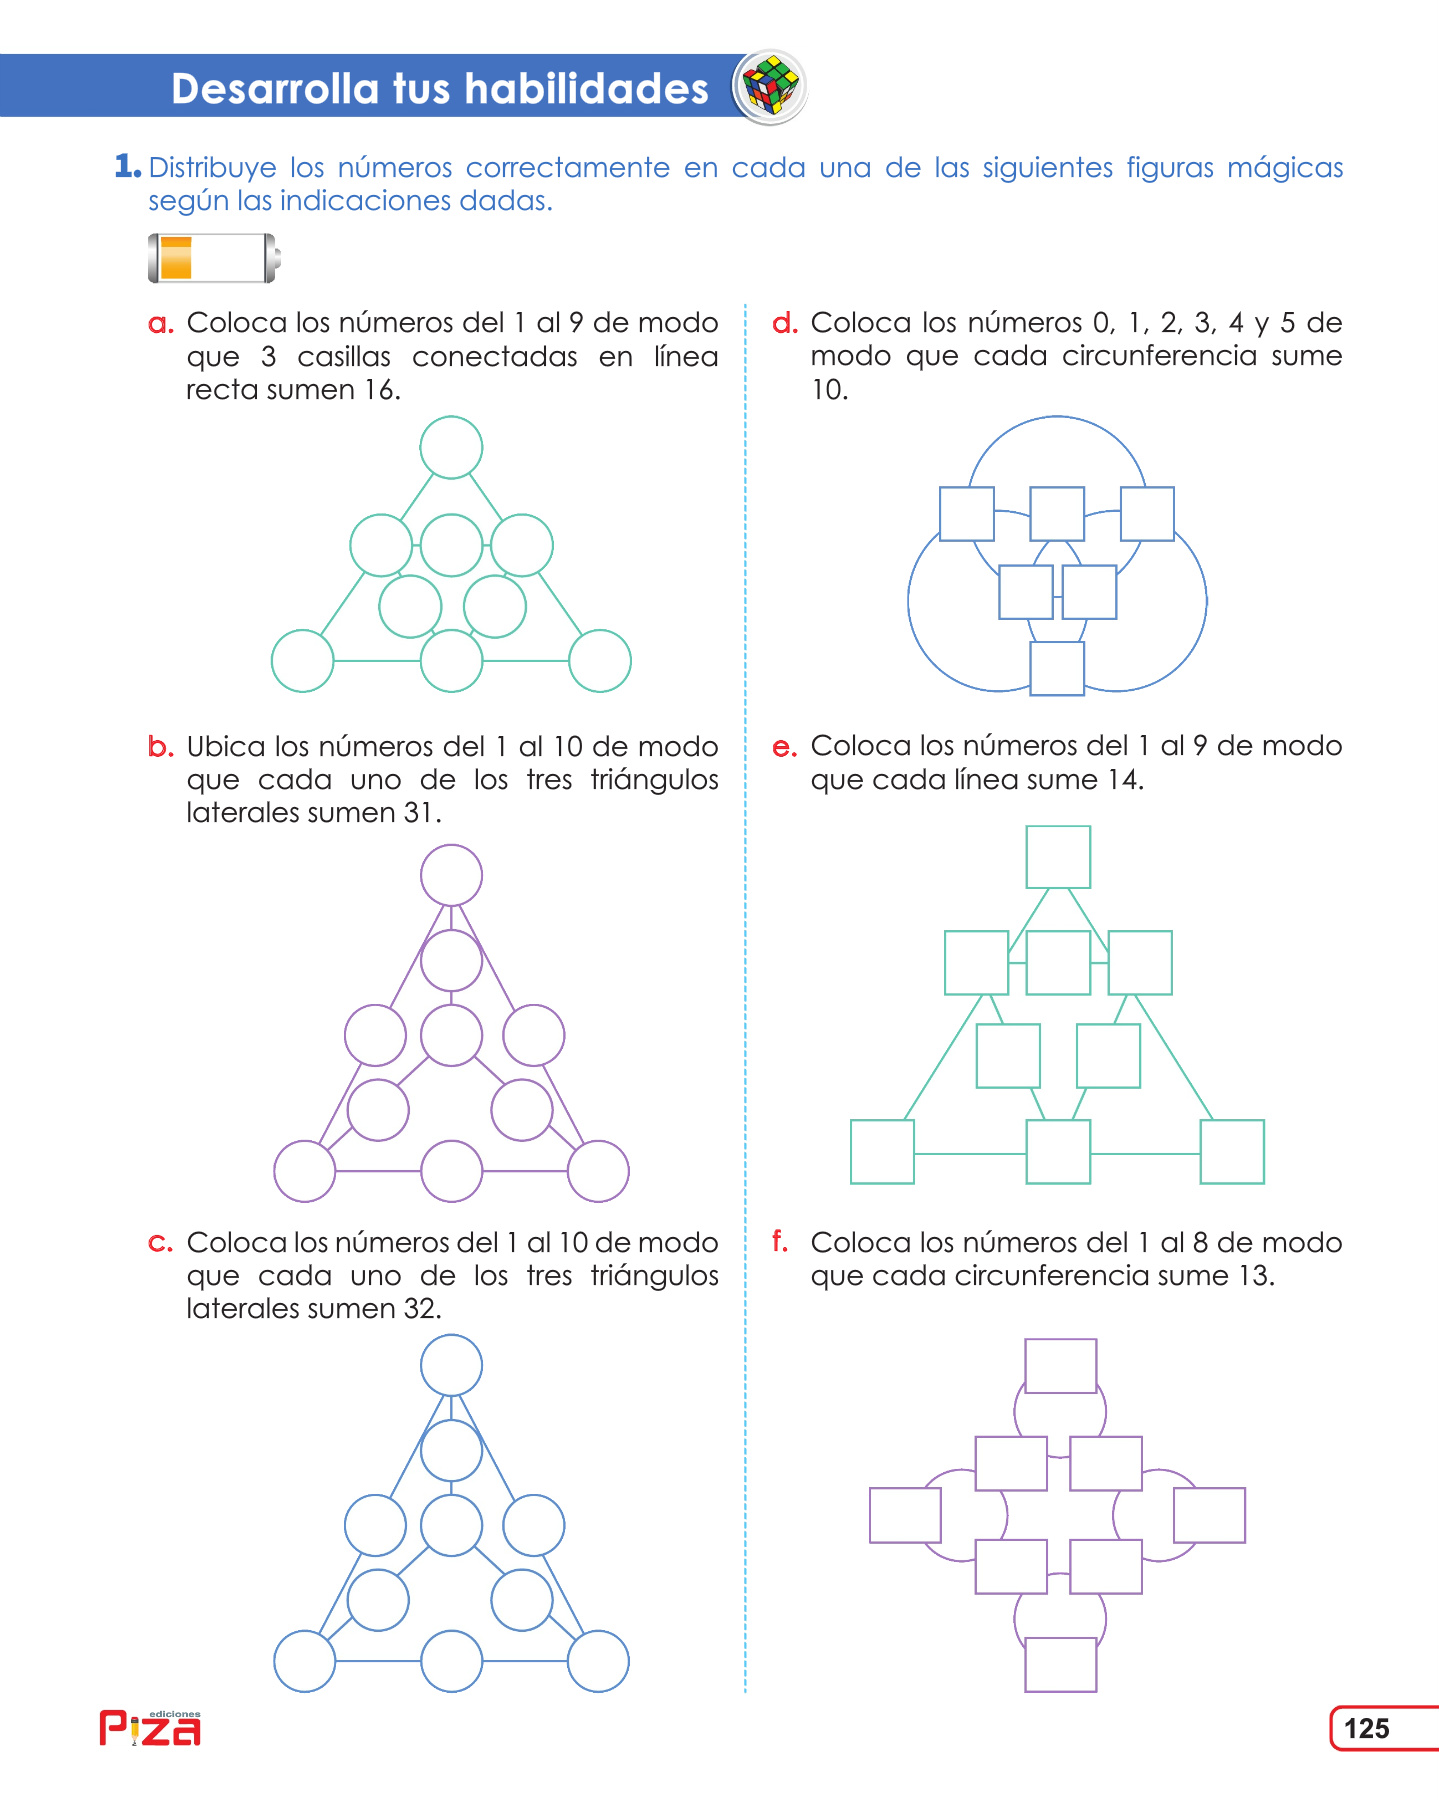 Desarrolla tus habilidades
1. Distribuye los números correctamente en cada una de las siguientes figuras mágicas
según las indicaciones dadas.
a. Coloca los números del 1 al 9 de modo
que 3 casillas conectadas en línea
recta sumen 16.
b. Ubica los números del 1 al 10 de modo
que cada uno de los tres triángulos
laterales sumen 31.
c. Coloca los números del 1 al 10 de modo
que cada uno de los tres triángulos
laterales sumen 32.
d. Coloca los números 0, 1, 2, 3, 4 y 5 de
modo que cada circunferencia sume
10.
e. Coloca los números del 1 al 9 de modo
que cada línea sume 14.
f. Coloca los números del 1 al 8 de modo
que cada circunferencia sume 13.
ediciones
Piza
125